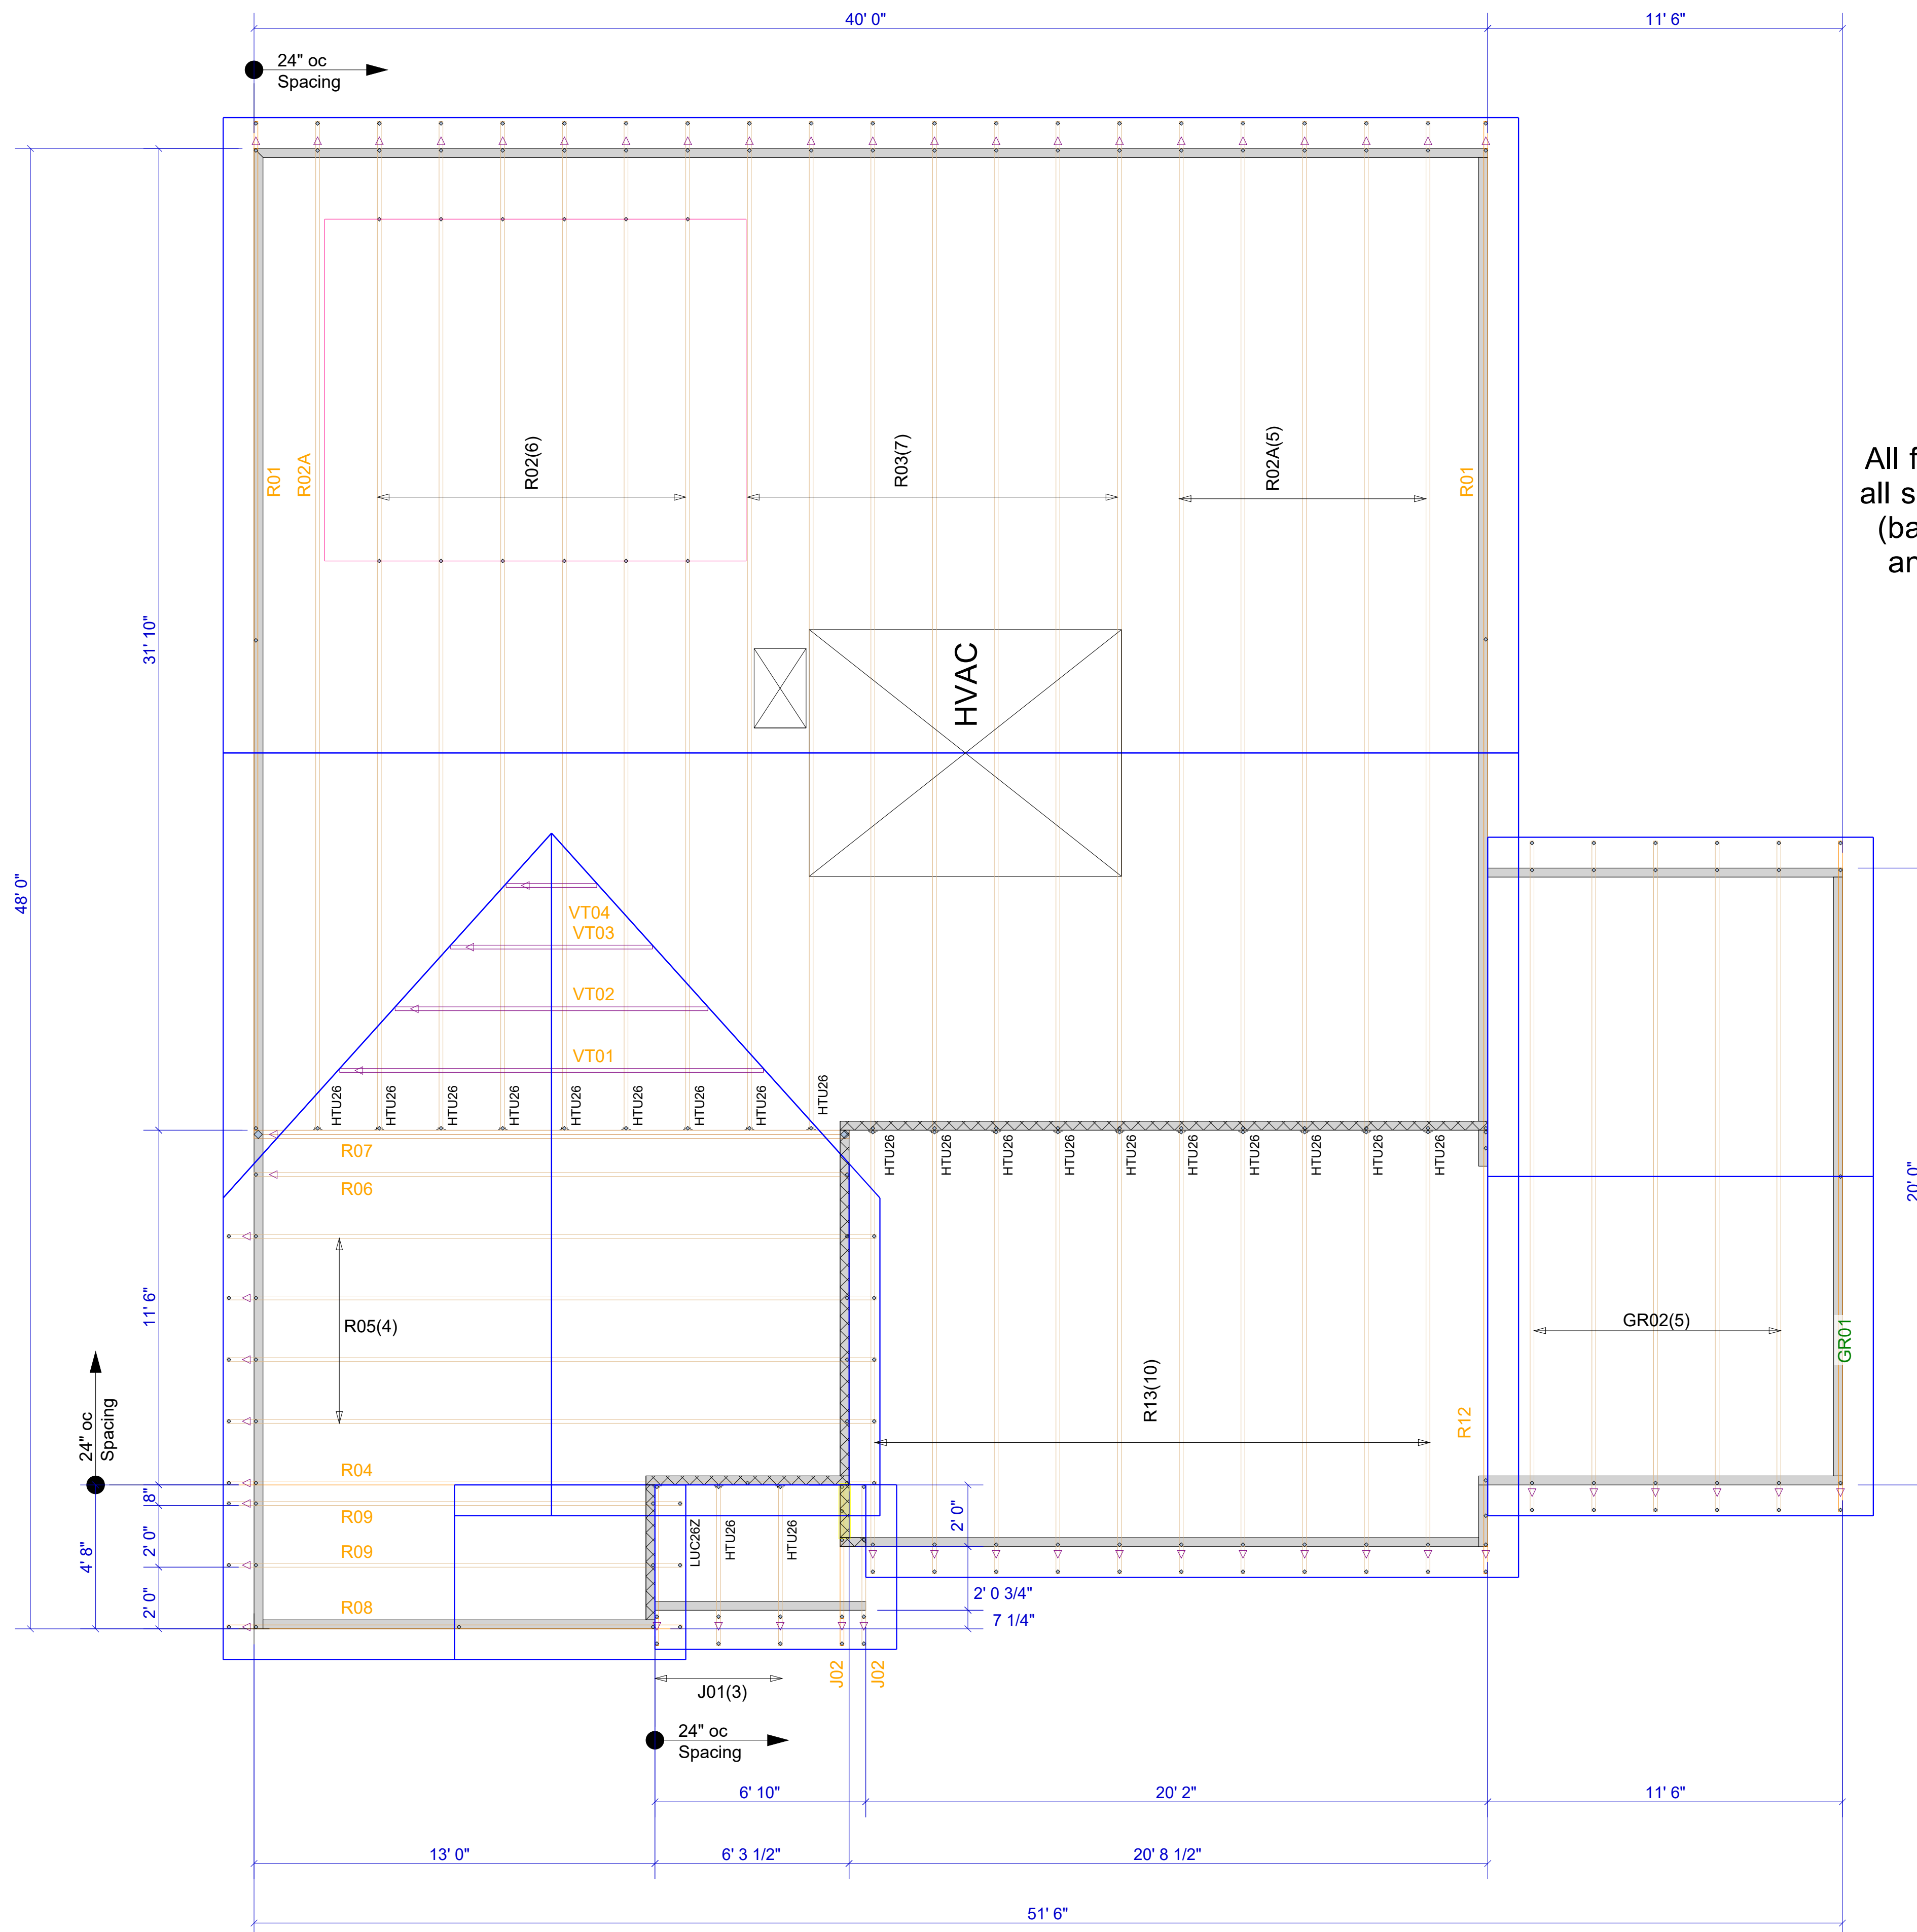 40' 0"
11' 6"
24" oc
Spacing
R01
R02A
R02(6)
R03(7)
R02A(5)
R01
All f
all s
(ba
an
31' 10"
48' 0"
HVAC
VT04
VT03
VT02
VT01
HTU26
HTU26
HTU26
HTU26
HTU26
HTU26
HTU26
HTU26
HTU26
R07
R06
HTU26
HTU26
HTU26
HTU26
HTU26
HTU26
HTU26
HTU26
HTU26
HTU26
20' 0"
11' 6"
R05(4)
GR02(5)
GR01
R13(10)
R12
24" oc
Spacing
R04
8"
R09
2' 0"
R09
4' 8"
2' 0"
R08
LUC26Z
HTU26
HTU26
2' 0"
2' 0 3/4"
7 1/4"
J02
J02
J01(3)
24" oc
Spacing
6' 10"
20' 2"
11' 6"
13' 0"
6' 3 1/2"
20' 8 1/2"
51' 6"